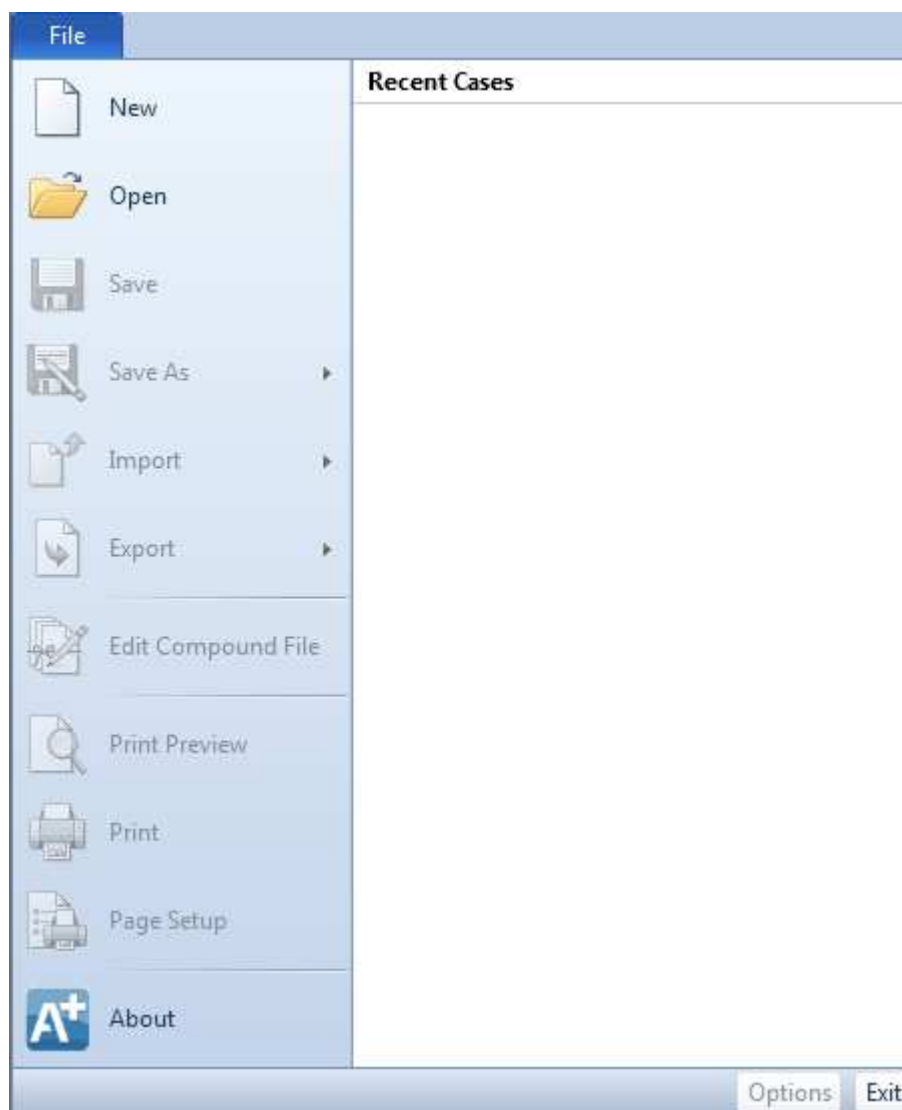 File
Recent Cases
New
Open
Save
Save As
Import
Export
Edit Compound File
Print Preview
Print
Page Setup
A+
About
Options
Exit